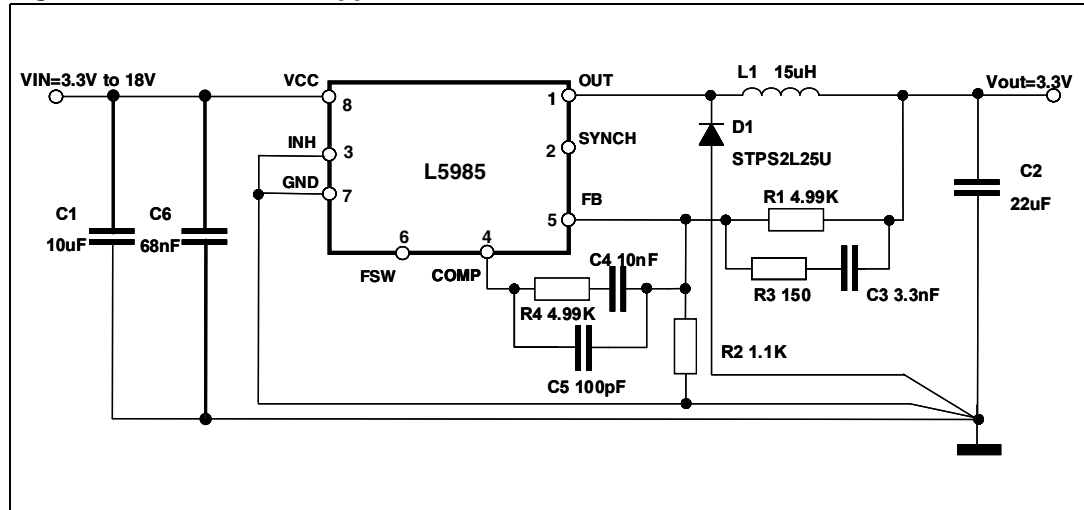 VIN=3.3V to 18V
VCC
8
OUT
1
L1 15uH
Vout=3.3V
INH
3
SYNCH
2
D1
STPS2L25U
GND
7
L5985
FB
5
R1 4.99K
C2
22uF
C1
10uF
C6
68nF
6
FSW
4
COMP
C4 10nF
R3 150
C3 3.3nF
R4 4.99K
R2 1.1K
C5 100pF